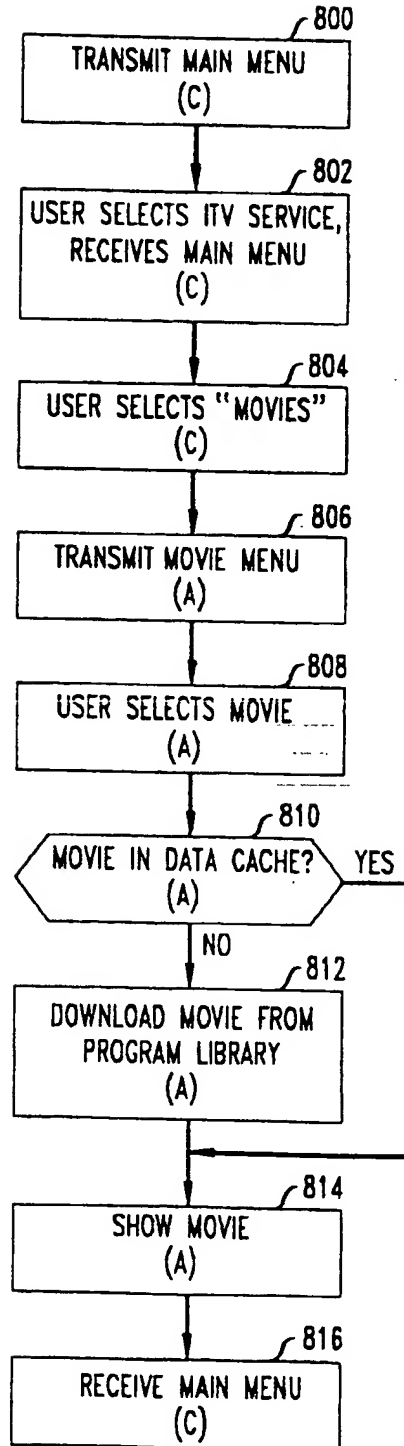 800
TRANSMIT MAIN MENU
(C)
802
USER SELECTS ITV SERVICE,
RECEIVES MAIN MENU
(C)
804
USER SELECTS "MOVIES"
(C)
806
TRANSMIT MOVIE MENU
(A)
808
USER SELECTS MOVIE
(A)
810
MOVIE IN DATA CACHE?
(A)
YES
NO
812
DOWNLOAD MOVIE FROM
PROGRAM LIBRARY
(A)
814
SHOW MOVIE
(A)
816
RECEIVE MAIN MENU
(C)